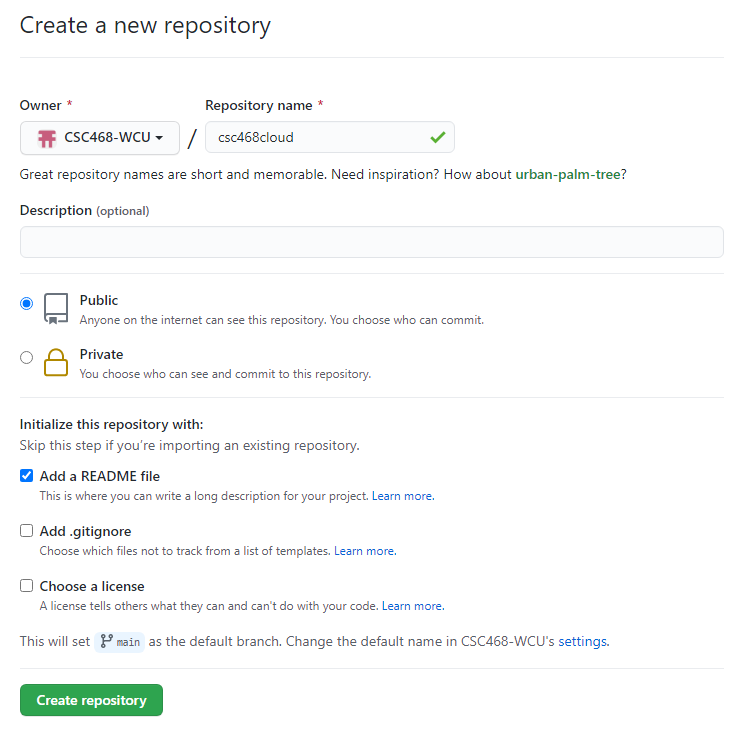 Create a new repository
Owner * Repository name *
CSC468-WCU / csc468cloud
Great repository names are short and memorable. Need inspiration? How about urban-palm-tree?
Description (optional)
Public
Anyone on the internet can see this repository. You choose who can commit.
Private
You choose who can see and commit to this repository.
Initialize this repository with:
Skip this step if you're importing an existing repository.
Add a README file
This is where you can write a long description for your project. Learn more.
Add .gitignore
Choose which files not to track from a list of templates. Learn more.
Choose a license
A license tells others what they can and can't do with your code. Learn more.
This will set main as the default branch. Change the default name in CSC468-WCU's settings.
Create repository